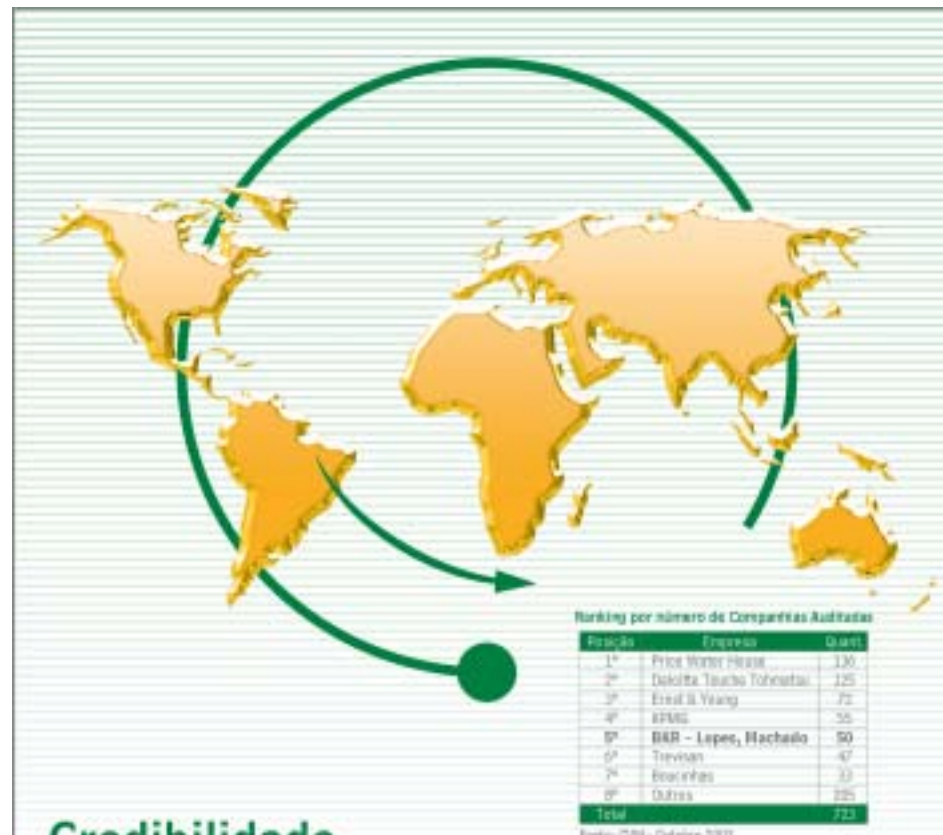 Ranking por número de Companhias Auditadas
Posição Empresa Quant.
1º Price Water House 136
2º Deloitte Touche Tohmatsu 125
3º Ernst & Young
4º KPMG 55
5º BKR - Lopes, Machado 50
6º Trevisan 47
7º Boucinhas 33
8º Outros 205
Total 723
Credibilidade